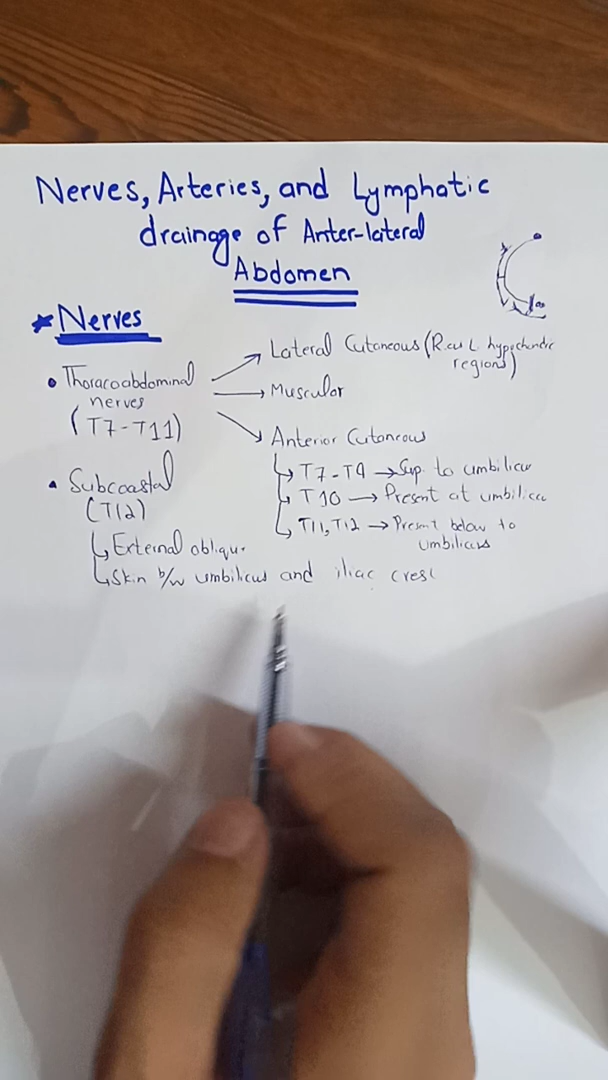 Nerves, Arteries, and Lymphatic
drainage of Anter-lateral
Abdomen
* Nerves
• Thoracoabdominal
nerves
(T7-T11)
→ Lateral Cutaneous (R and L hypochondric
regions)
→ Muscular
→ Anterior Cutaneous
↳ T7-T9 → Sup. to umbilicus
↳ T10 → Present at umbilicus
↳ T11, T12 → Present below to
umbilicus
• Subcoastal
(T12)
↳ External oblique
↳ Skin b/w umbilicus and iliac crest